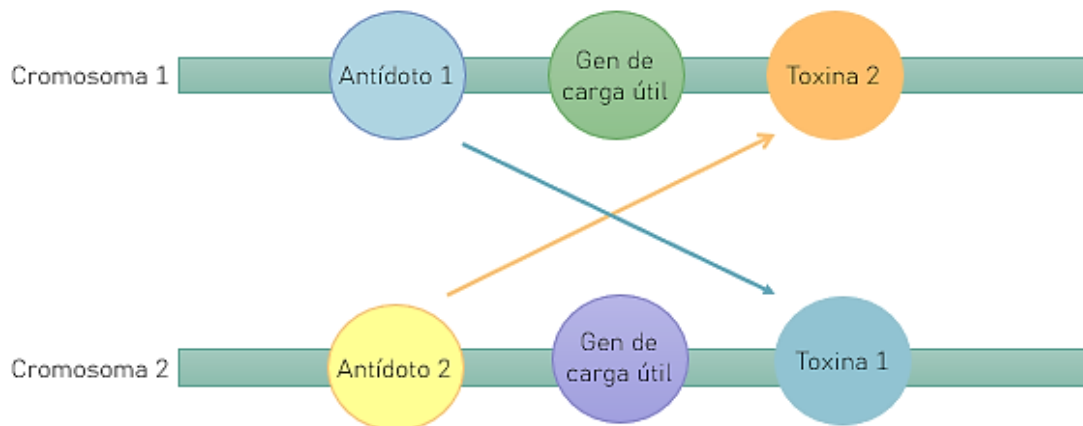 Cromosoma 1
Antídoto 1
Gen de
carga útil
Toxina 2
Cromosoma 2
Antídoto 2
Gen de
carga útil
Toxina 1